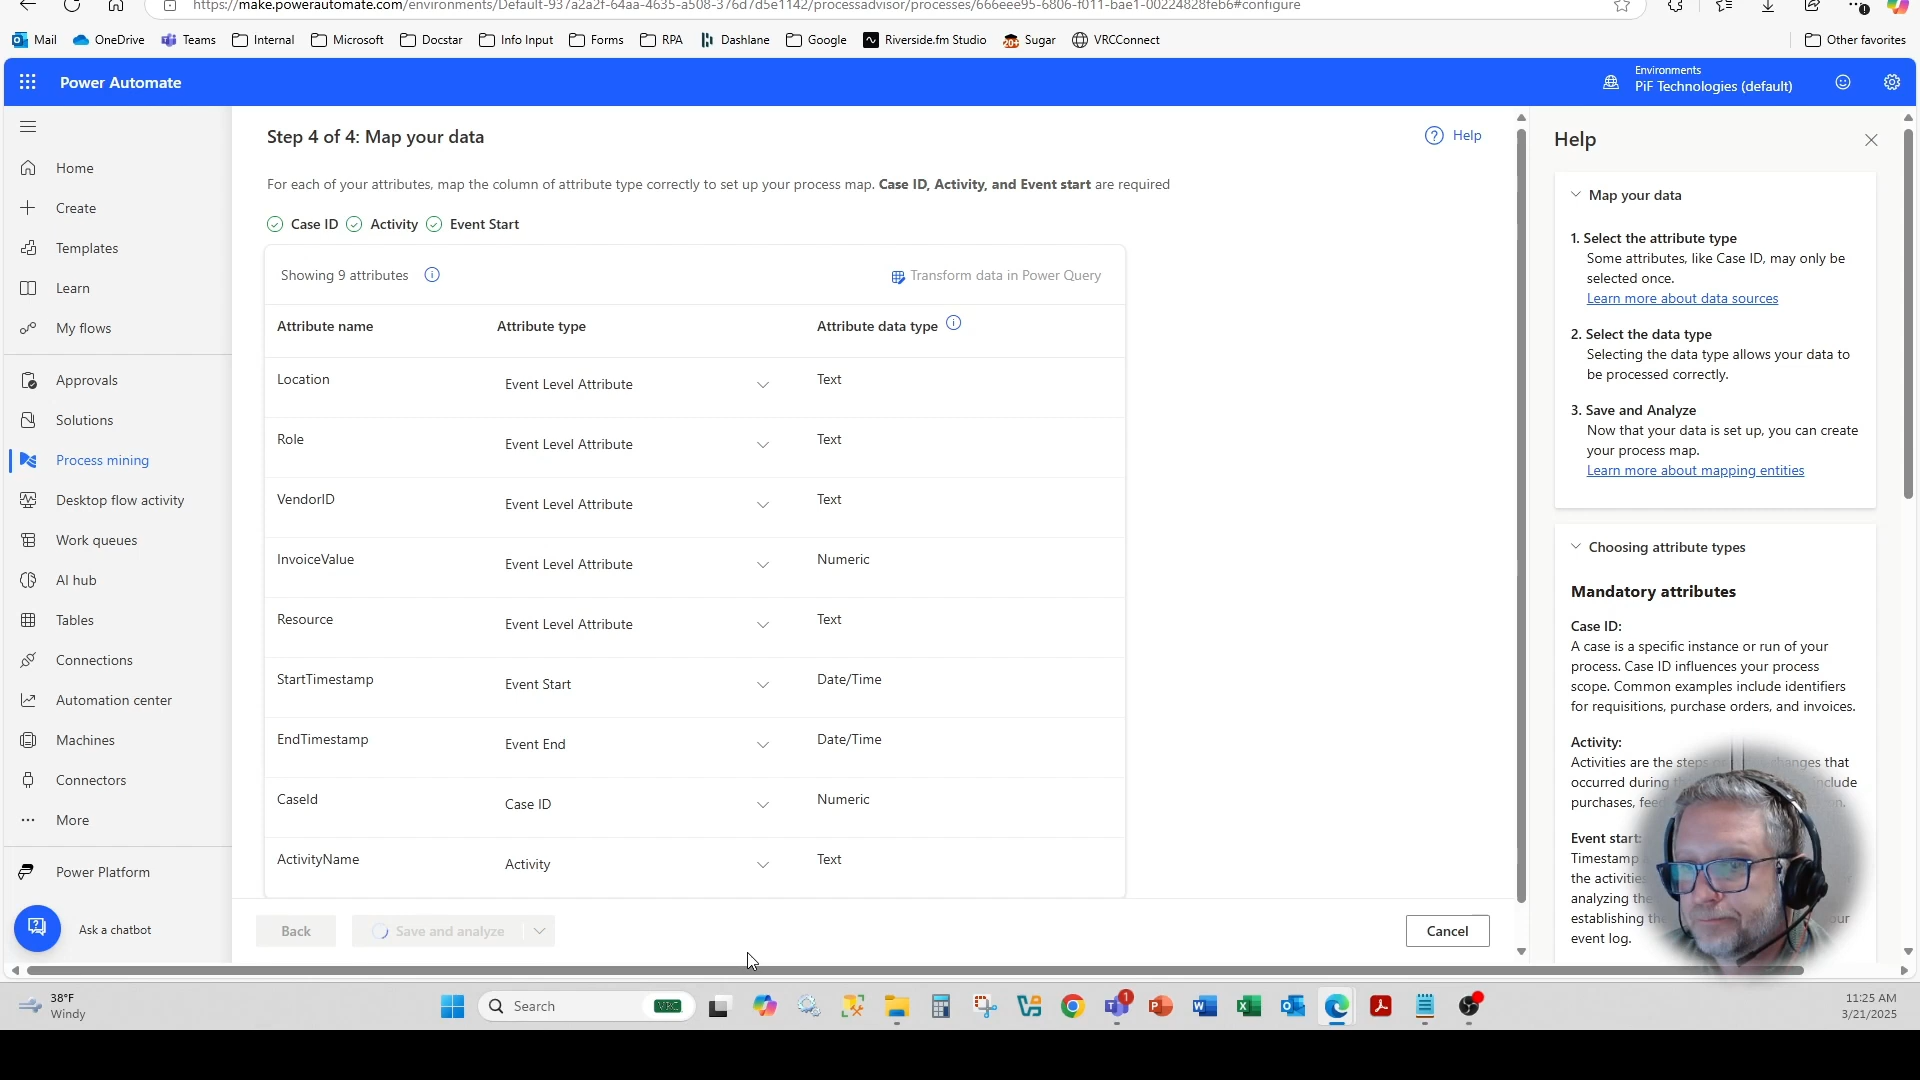 https://make.powerautomate.com/environments/Default-937a2a2f-64aa-4635-a508-376d7d5e1142/processadvisor/processes/666eee95-6806-f011-bae1-00224828feb6#configure
Mail OneDrive Teams Internal Microsoft Docstar Info Input Forms RPA Dashlane Google Riverside.fm Studio Sugar VRCConnect Other favorites
Power Automate
Environments
PiF Technologies (default)
Home
Create
Templates
Learn
My flows
Approvals
Solutions
Process mining
Desktop flow activity
Work queues
AI hub
Tables
Connections
Automation center
Machines
Connectors
More
Power Platform
Ask a chatbot
Step 4 of 4: Map your data
Help
For each of your attributes, map the column of attribute type correctly to set up your process map. Case ID, Activity, and Event start are required
Case ID Activity Event Start
Showing 9 attributes
Transform data in Power Query
Attribute name Attribute type Attribute data type
Location Event Level Attribute Text
Role Event Level Attribute Text
VendorID Event Level Attribute Text
InvoiceValue Event Level Attribute Numeric
Resource Event Level Attribute Text
StartTimestamp Event Start Date/Time
EndTimestamp Event End Date/Time
CaseId Case ID Numeric
ActivityName Activity Text
Back Save and analyze Cancel
Help
Map your data
1. Select the attribute type
Some attributes, like Case ID, may only be
selected once.
Learn more about data sources
2. Select the data type
Selecting the data type allows your data to
be processed correctly.
3. Save and Analyze
Now that your data is set up, you can create
your process map.
Learn more about mapping entities
Choosing attribute types
Mandatory attributes
Case ID:
A case is a specific instance or run of your
process. Case ID influences your process
scope. Common examples include identifiers
for requisitions, purchase orders, and invoices.
Activity:
Activities are the steps changes that
occurred during
purchases,
Event start:
Timestamp
the activities
analyzing the
establishing
event log.
38°F
Windy
Search
VRC
1
11:25 AM
3/21/2025